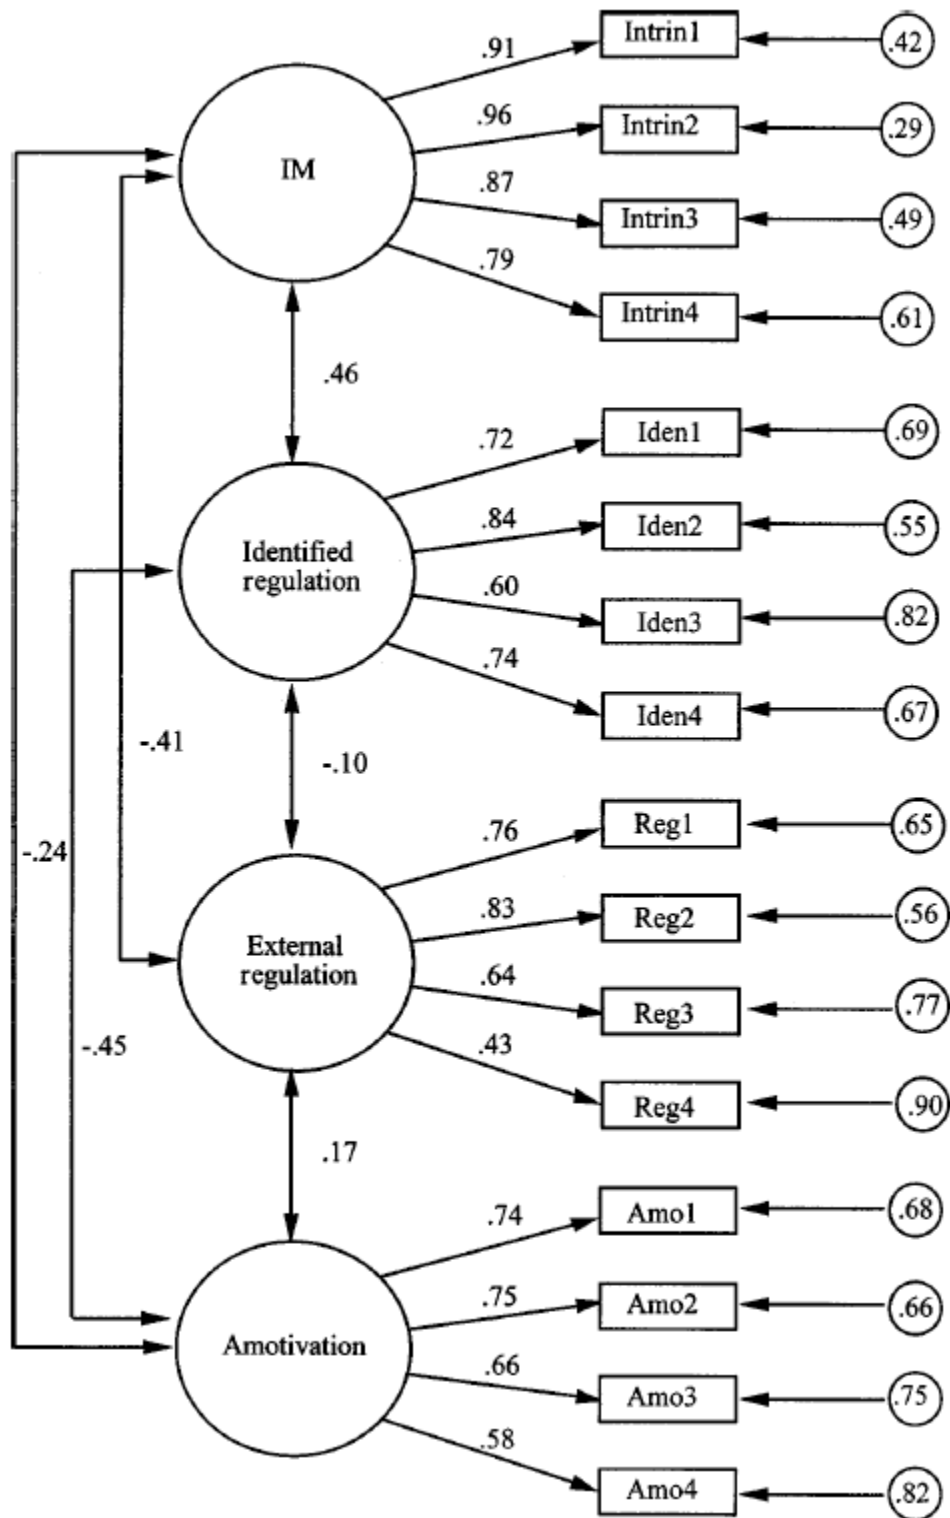 .91
Intrin1
.42
.96
Intrin2
.29
IM
.87
Intrin3
.49
.79
Intrin4
.61
.46
.72
Iden1
.69
.84
Iden2
.55
Identified
regulation
.60
Iden3
.82
.74
Iden4
.67
-.41
-.10
-.24
.76
Reg1
.65
.83
Reg2
.56
External
regulation
.64
Reg3
.77
-.45
.43
Reg4
.90
.17
.74
Amo1
.68
.75
Amo2
.66
Amotivation
.66
Amo3
.75
.58
Amo4
.82